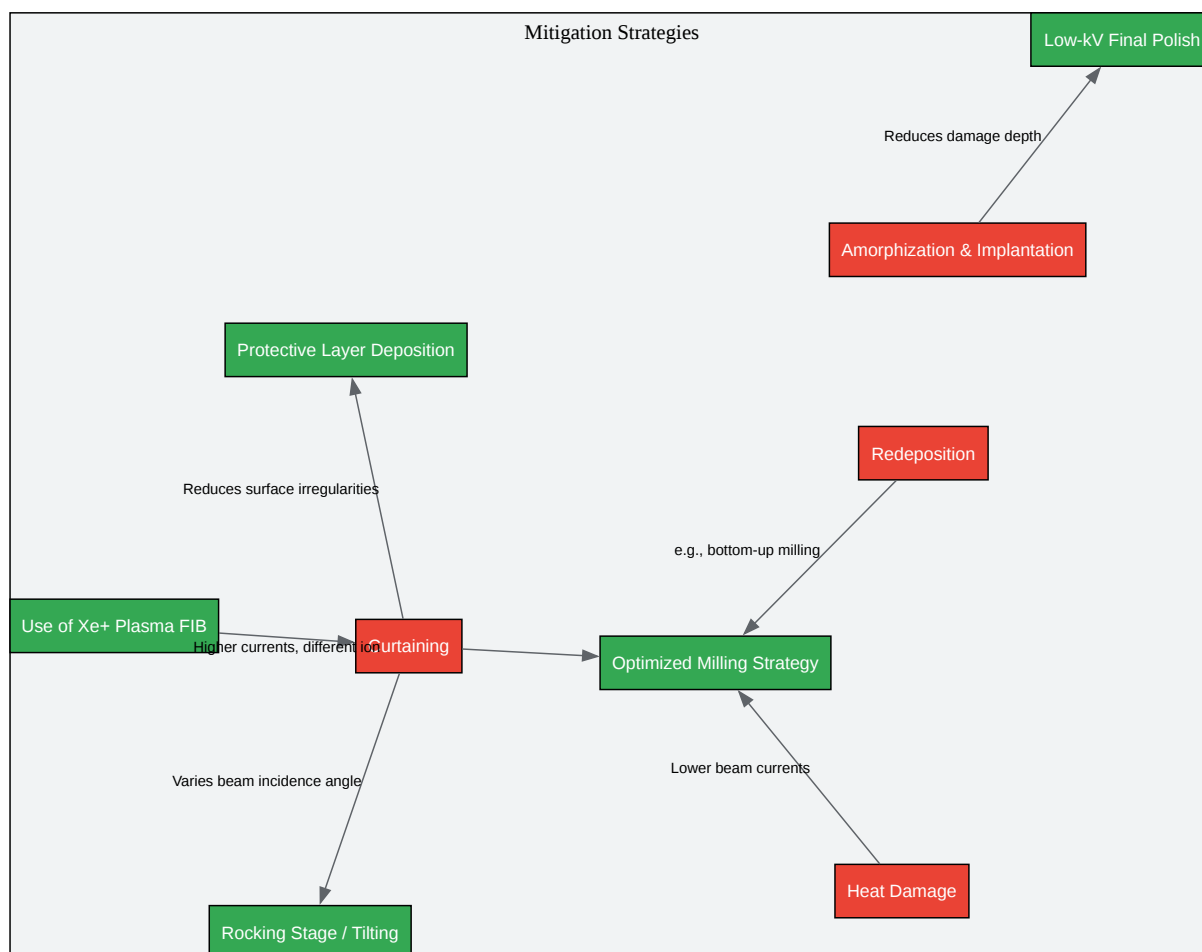 Mitigation Strategies
Low-kV Final Polish
Reduces damage depth
Amorphization & Implantation
Protective Layer Deposition
Redeposition
Reduces surface irregularities
e.g., bottom-up milling
Use of Xe+ Plasma FIB
Higher currents, different ion
Curtaining
Optimized Milling Strategy
Varies beam incidence angle
Lower beam currents
Heat Damage
Rocking Stage / Tilting